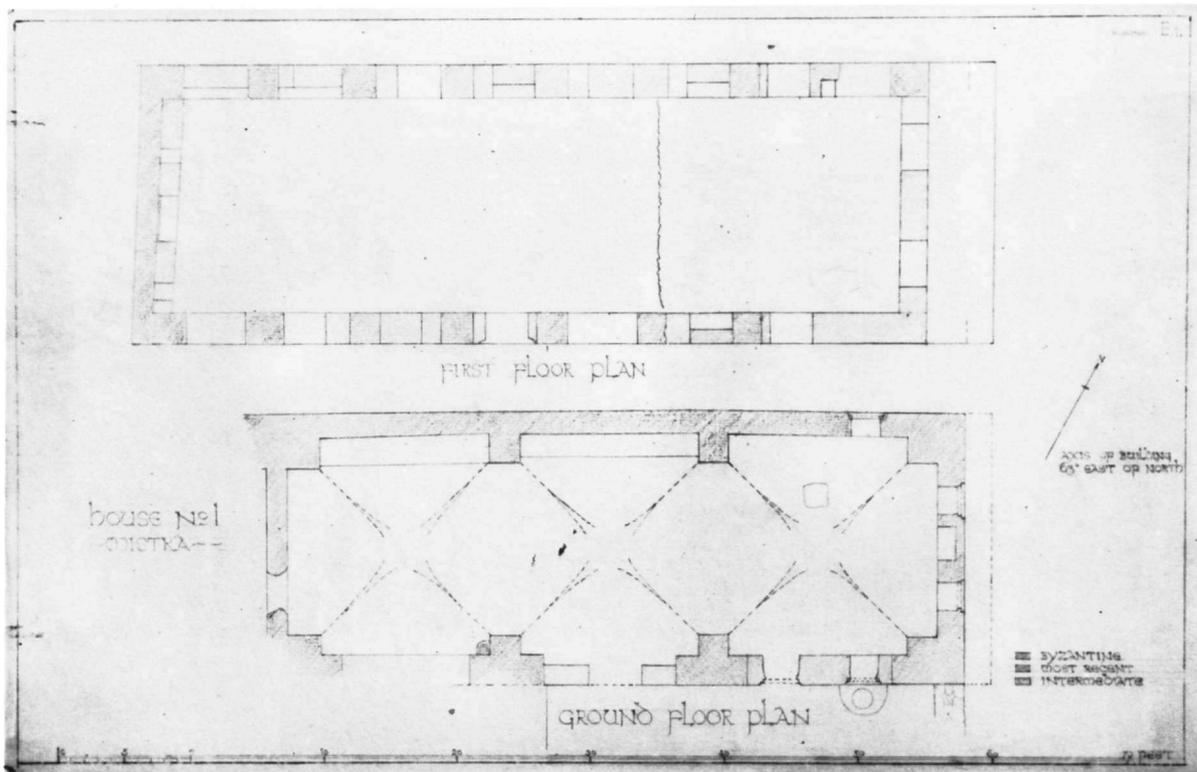 E.1.
FIRST FLOOR PLAN
N
AXIS OF BUILDING
63° EAST OF NORTH
HOUSE No 1
BYZANTINE
MOST RECENT
INTERMEDIATE
GROUND FLOOR PLAN
FEET